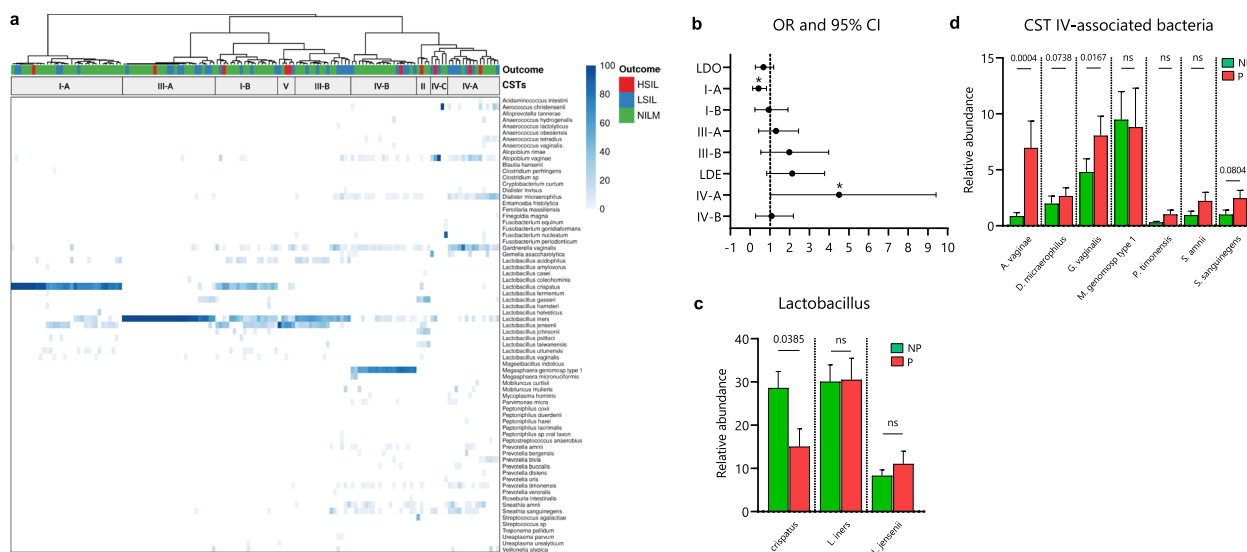 a
Outcome
CSTs
I-A
III-A
I-B
V
III-B
IV-B
II
IV-C
IV-A
100
80
60
40
20
0
Outcome
HSIL
LSIL
NILM
Acidaminococcus intestini
Aerococcus christensenii
Alloprevotella tannerae
Anaerococcus hydrogenalis
Anaerococcus lactolyticus
Anaerococcus obesiensis
Anaerococcus tetradius
Anaerococcus vaginalis
Atopobium rimae
Atopobium vaginae
Blautia hansenii
Clostridium perfringens
Clostridium sp
Cryptobacterium curtum
Dialister invisus
Dialister microaerophilus
Entamoeba histolytica
Fenollaria massiliensis
Finegoldia magna
Fusobacterium equinum
Fusobacterium gonidiaformans
Fusobacterium nucleatum
Fusobacterium periodonticum
Gardnerella vaginalis
Gemella asaccharolytica
Lactobacillus acidophilus
Lactobacillus amylovorus
Lactobacillus casei
Lactobacillus coleohominis
Lactobacillus crispatus
Lactobacillus fermentum
Lactobacillus gasseri
Lactobacillus hamsteri
Lactobacillus helveticus
Lactobacillus iners
Lactobacillus jensenii
Lactobacillus johnsonii
Lactobacillus psittaci
Lactobacillus taiwanensis
Lactobacillus ultunensis
Lactobacillus vaginalis
Mageeibacillus indolicus
Megasphaera genomosp type 1
Megasphaera micronuciformis
Mobiluncus curtisii
Mobiluncus mulieris
Mycoplasma hominis
Parvimonas micra
Peptoniphilus coxii
Peptoniphilus duerdenii
Peptoniphilus harei
Peptoniphilus lacrimalis
Peptoniphilus sp oral taxon
Peptostreptococcus anaerobius
Prevotella amnii
Prevotella bergensis
Prevotella bivia
Prevotella buccalis
Prevotella disiens
Prevotella oris
Prevotella timonensis
Prevotella veroralis
Roseburia intestinalis
Sneathia amnii
Sneathia sanguinegens
Streptococcus agalactiae
Streptococcus sp
Treponema pallidum
Ureaplasma parvum
Ureaplasma urealyticum
Veillonella atypica
b
OR and 95% CI
LDO
I-A
*
I-B
III-A
III-B
LDE
IV-A
*
IV-B
-1 0 1 2 3 4 5 6 7 8 9 10
c
Lactobacillus
Relative abundance
40
30
20
10
0
0.0385
ns
ns
NP
P
crispatus
L. iners
L. jensenii
d
CST IV-associated bacteria
Relative abundance
15
10
5
0
0.0004
0.0738
0.0167
ns
ns
ns
0.0804
P
A. vaginae
D. microaerophilus
G. vaginalis
M. genomosp type 1
P. timonensis
S. amnii
S. sanguinegens